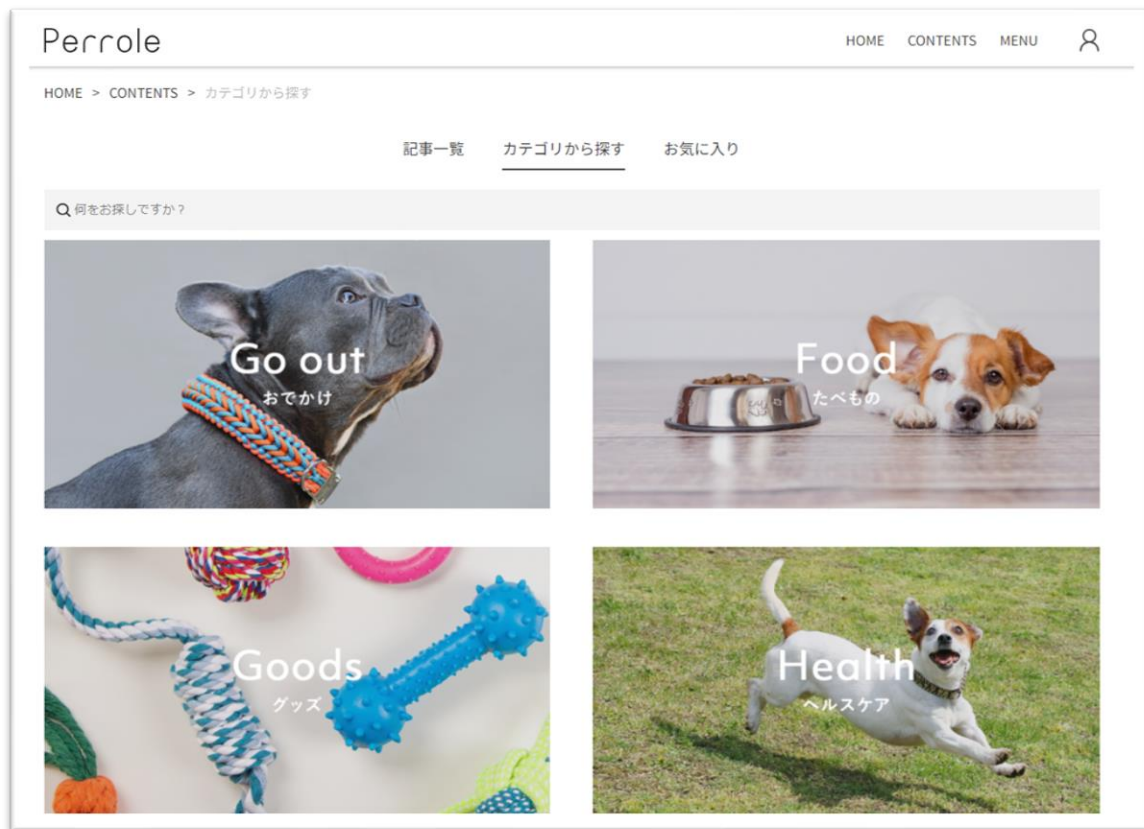 Perrole
HOME CONTENTS MENU
HOME > CONTENTS > カテゴリから探す
記事一覧 カテゴリから探す お気に入り
何をお探しですか?
Go out
おでかけ
Food
たべもの
Goods
グッズ
Health
ヘルスケア